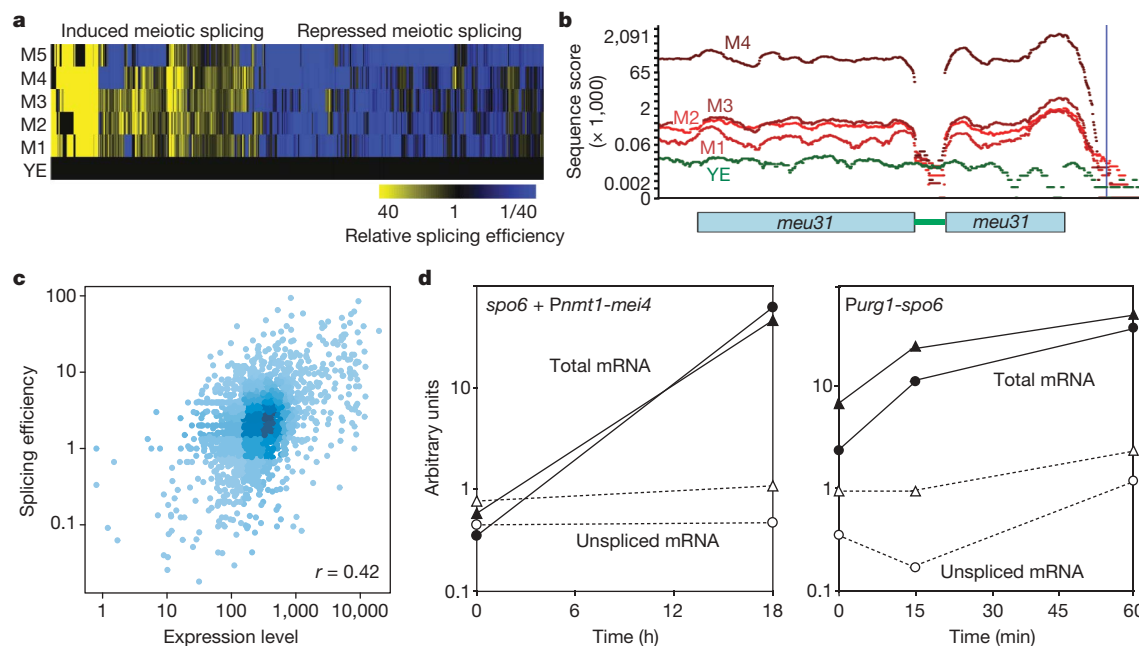 a
Induced meiotic splicing
Repressed meiotic splicing
M5
M4
M3
M2
M1
YE
40
1
1/40
Relative splicing efficiency
b
Sequence score
(× 1,000)
2,091
65
2
0.06
0.002
0
M4
M3
M2
M1
YE
meu31
meu31
c
Splicing efficiency
100
10
1
0.1
r = 0.42
1
10
100
1,000
10,000
Expression level
d
Arbitrary units
spo6 + Pnmt1-mei4
Total mRNA
Unspliced mRNA
10
1
0.1
0
6
12
18
Time (h)
Purg1-spo6
Total mRNA
Unspliced mRNA
10
1
0.1
0
15
30
45
60
Time (min)